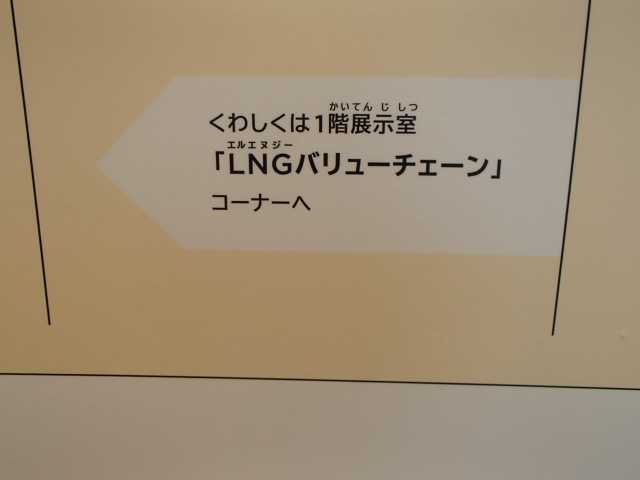 かいてんじしつ
くわしくは1階展示室
エルエヌジー
「LNGバリューチェーン」
コーナーへ